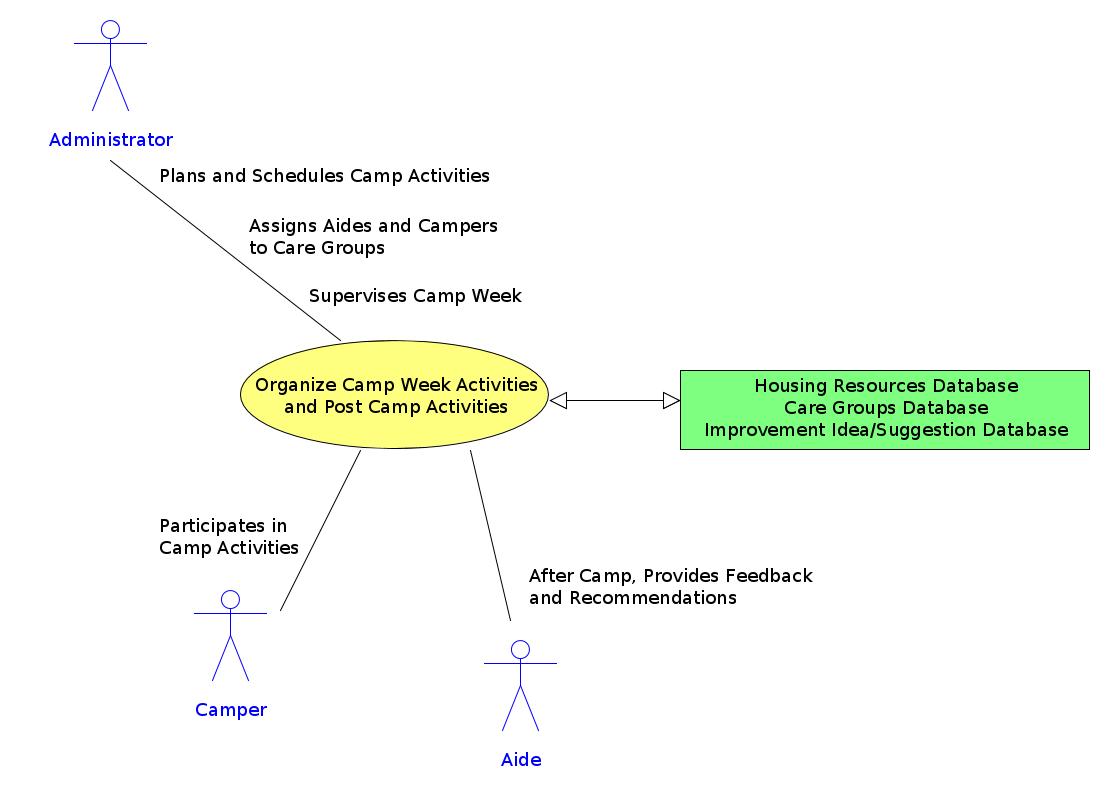 Administrator
Plans and Schedules Camp Activities
Assigns Aides and Campers
to Care Groups
Supervises Camp Week
Organize Camp Week Activities
and Post Camp Activities
Housing Resources Database
Care Groups Database
Improvement Idea/Suggestion Database
Participates in
Camp Activities
After Camp, Provides Feedback
and Recommendations
Camper
Aide